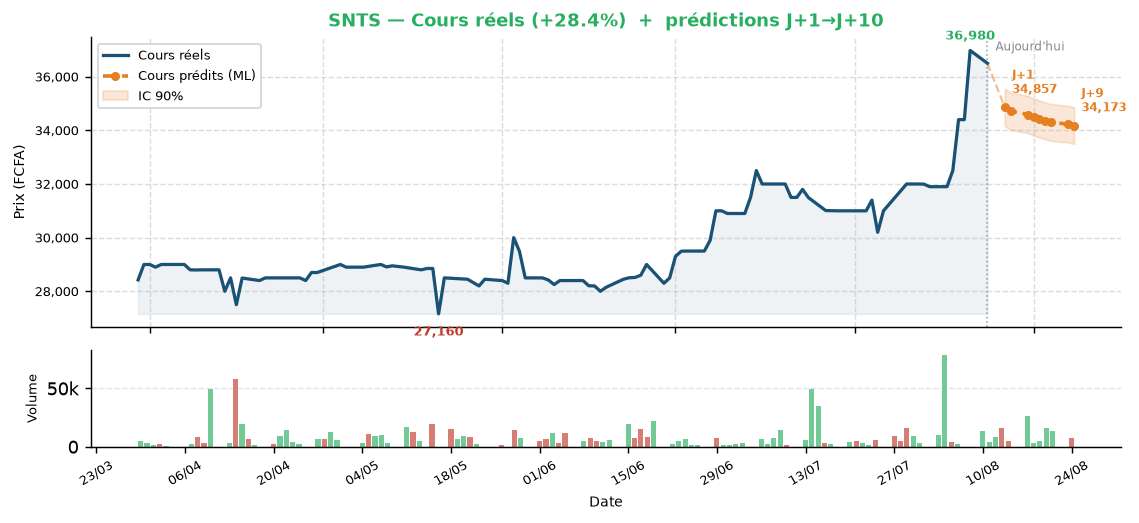 SNTS — Cours réels (+28.4%)  +  prédictions J+1→J+10
Cours réels
Cours prédits (ML)
IC 90%
36,980
Aujourd'hui
J+1
34,857
J+9
34,173
27,160
Prix (FCFA)
36,000
34,000
32,000
30,000
28,000
Volume
50k
0
23/03
06/04
20/04
04/05
18/05
01/06
15/06
29/06
13/07
27/07
10/08
24/08
Date